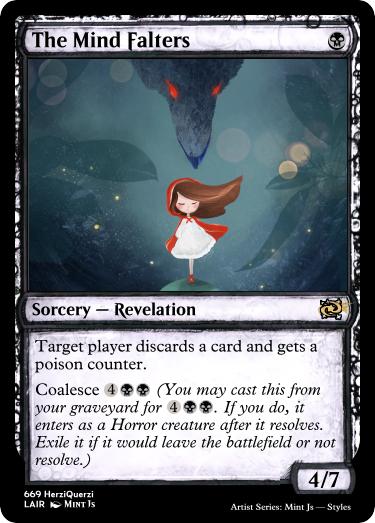 The Mind Falters
Sorcery — Revelation
Target player discards a card and gets a
poison counter.
Coalesce 4 (You may cast this from
your graveyard for 4. If you do, it
enters as a Horror creature after it resolves.
Exile it if it would leave the battlefield or not
resolve.)
4/7
669 HerziQuerzi
LAIR Mint Js
Artist Series: Mint Js — Styles